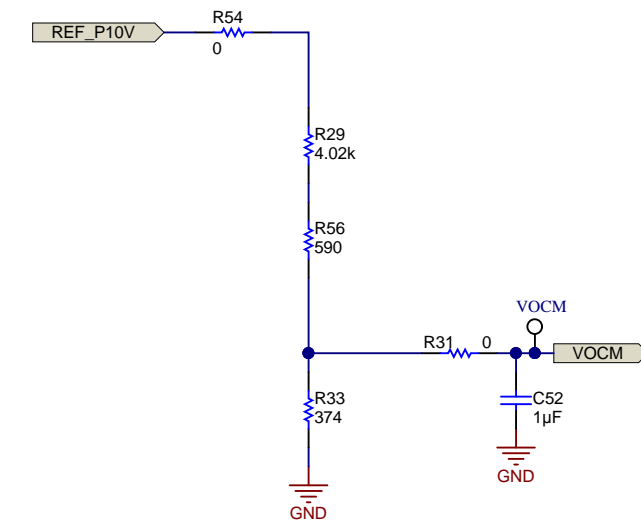 R54
REF_P10V
0
R29
4.02k
R56
590
VOCM
R31 0
VOCM
R33
374
C52
1µF
GND
GND